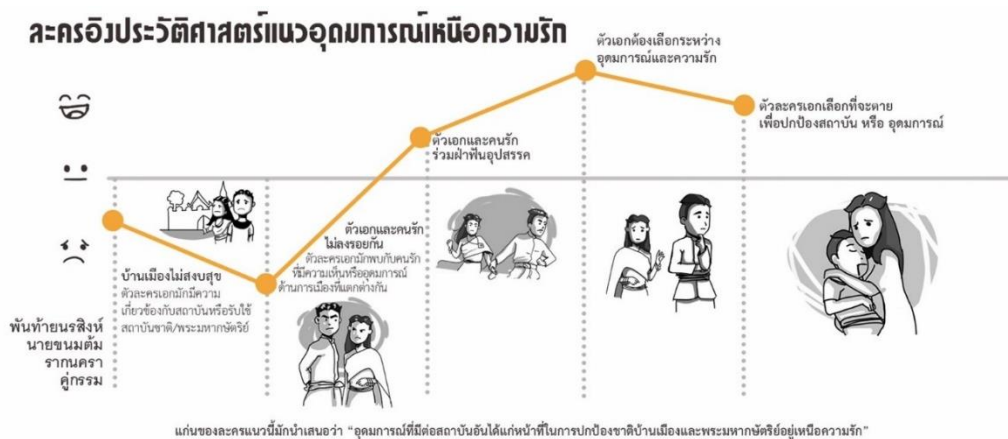 ละครอิงประวัติศาสตร์แนวอุดมการณ์เหนือความรัก
ตัวเอกต้องเลือกระหว่าง
อุดมการณ์และความรัก
ตัวละครเอกเลือกที่จะตาย
เพื่อปกป้องสถาบัน หรือ อุดมการณ์
ตัวเอกและคนรัก
ร่วมฝ่าฟันอุปสรรค
ตัวเอกและคนรัก
ไม่ลงรอยกัน
ตัวละครเอกมักพบกับคนรัก
ที่มีความเห็นหรืออุดมการณ์
ด้านการเมืองที่แตกต่างกัน
บ้านเมืองไม่สงบสุข
ตัวละครเอกมักมีความ
เกี่ยวข้องกับสถาบันหรือรับใช้
สถาบันชาติ/พระมหากษัตริย์
พันท้ายนรสิงห์
นายขนมต้ม
รากนครา
คู่กรรม
แก่นของละครแนวนี้มักนำเสนอว่า "อุดมการณ์ที่มีต่อสถาบันอันได้แก่หน้าที่ในการปกป้องชาติบ้านเมืองและพระมหากษัตริย์อยู่เหนือความรัก"